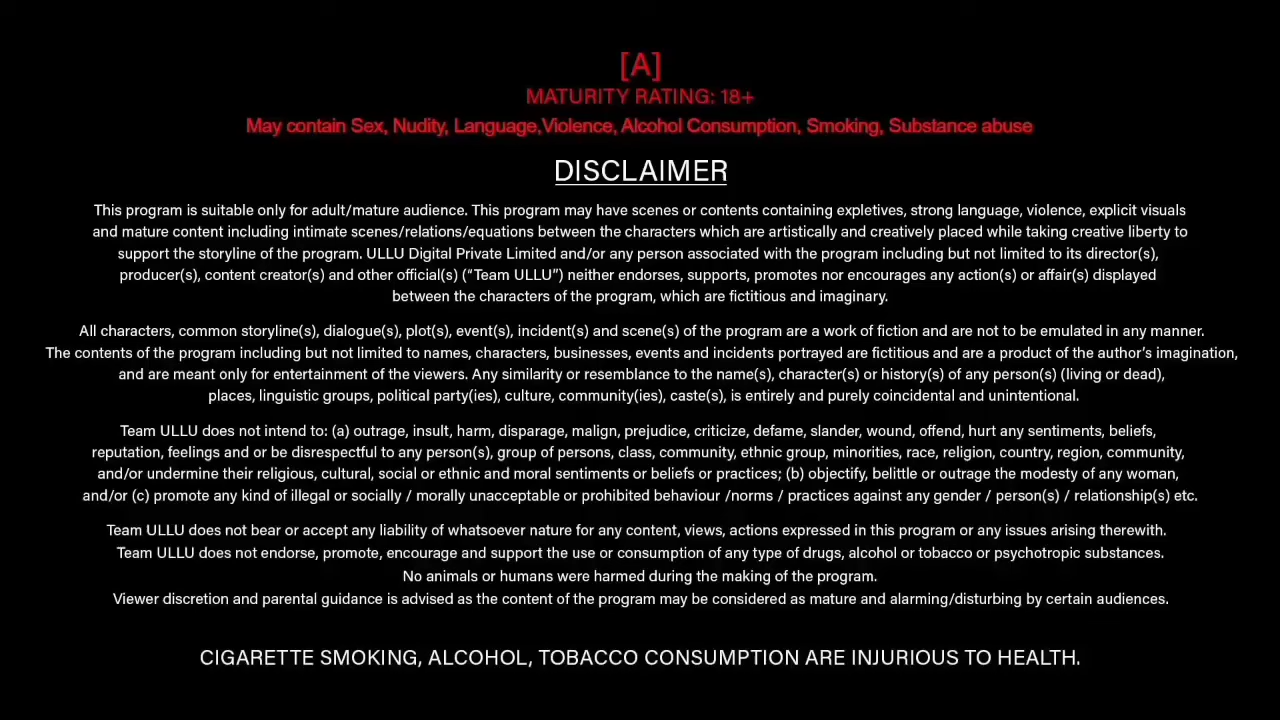 [A]
MATURITY RATING: 18+
May contain Sex, Nudity, Language,Violence, Alcohol Consumption, Smoking, Substance abuse
DISCLAIMER
This program is suitable only for adult/mature audience. This program may have scenes or contents containing expletives, strong language, violence, explicit visuals
and mature content including intimate scenes/relations/equations between the characters which are artistically and creatively placed while taking creative liberty to
support the storyline of the program. ULLU Digital Private Limited and/or any person associated with the program including but not limited to its director(s),
producer(s), content creator(s) and other official(s) (“Team ULLU”) neither endorses, supports, promotes nor encourages any action(s) or affair(s) displayed
between the characters of the program, which are fictitious and imaginary.
All characters, common storyline(s), dialogue(s), plot(s), event(s), incident(s) and scene(s) of the program are a work of fiction and are not to be emulated in any manner.
The contents of the program including but not limited to names, characters, businesses, events and incidents portrayed are fictitious and are a product of the author’s imagination,
and are meant only for entertainment of the viewers. Any similarity or resemblance to the name(s), character(s) or history(s) of any person(s) (living or dead),
places, linguistic groups, political party(ies), culture, community(ies), caste(s), is entirely and purely coincidental and unintentional.
Team ULLU does not intend to: (a) outrage, insult, harm, disparage, malign, prejudice, criticize, defame, slander, wound, offend, hurt any sentiments, beliefs,
reputation, feelings and or be disrespectful to any person(s), group of persons, class, community, ethnic group, minorities, race, religion, country, region, community,
and/or undermine their religious, cultural, social or ethnic and moral sentiments or beliefs or practices; (b) objectify, belittle or outrage the modesty of any woman,
and/or (c) promote any kind of illegal or socially / morally unacceptable or prohibited behaviour /norms / practices against any gender / person(s) / relationship(s) etc.
Team ULLU does not bear or accept any liability of whatsoever nature for any content, views, actions expressed in this program or any issues arising therewith.
Team ULLU does not endorse, promote, encourage and support the use or consumption of any type of drugs, alcohol or tobacco or psychotropic substances.
No animals or humans were harmed during the making of the program.
Viewer discretion and parental guidance is advised as the content of the program may be considered as mature and alarming/disturbing by certain audiences.
CIGARETTE SMOKING, ALCOHOL, TOBACCO CONSUMPTION ARE INJURIOUS TO HEALTH.